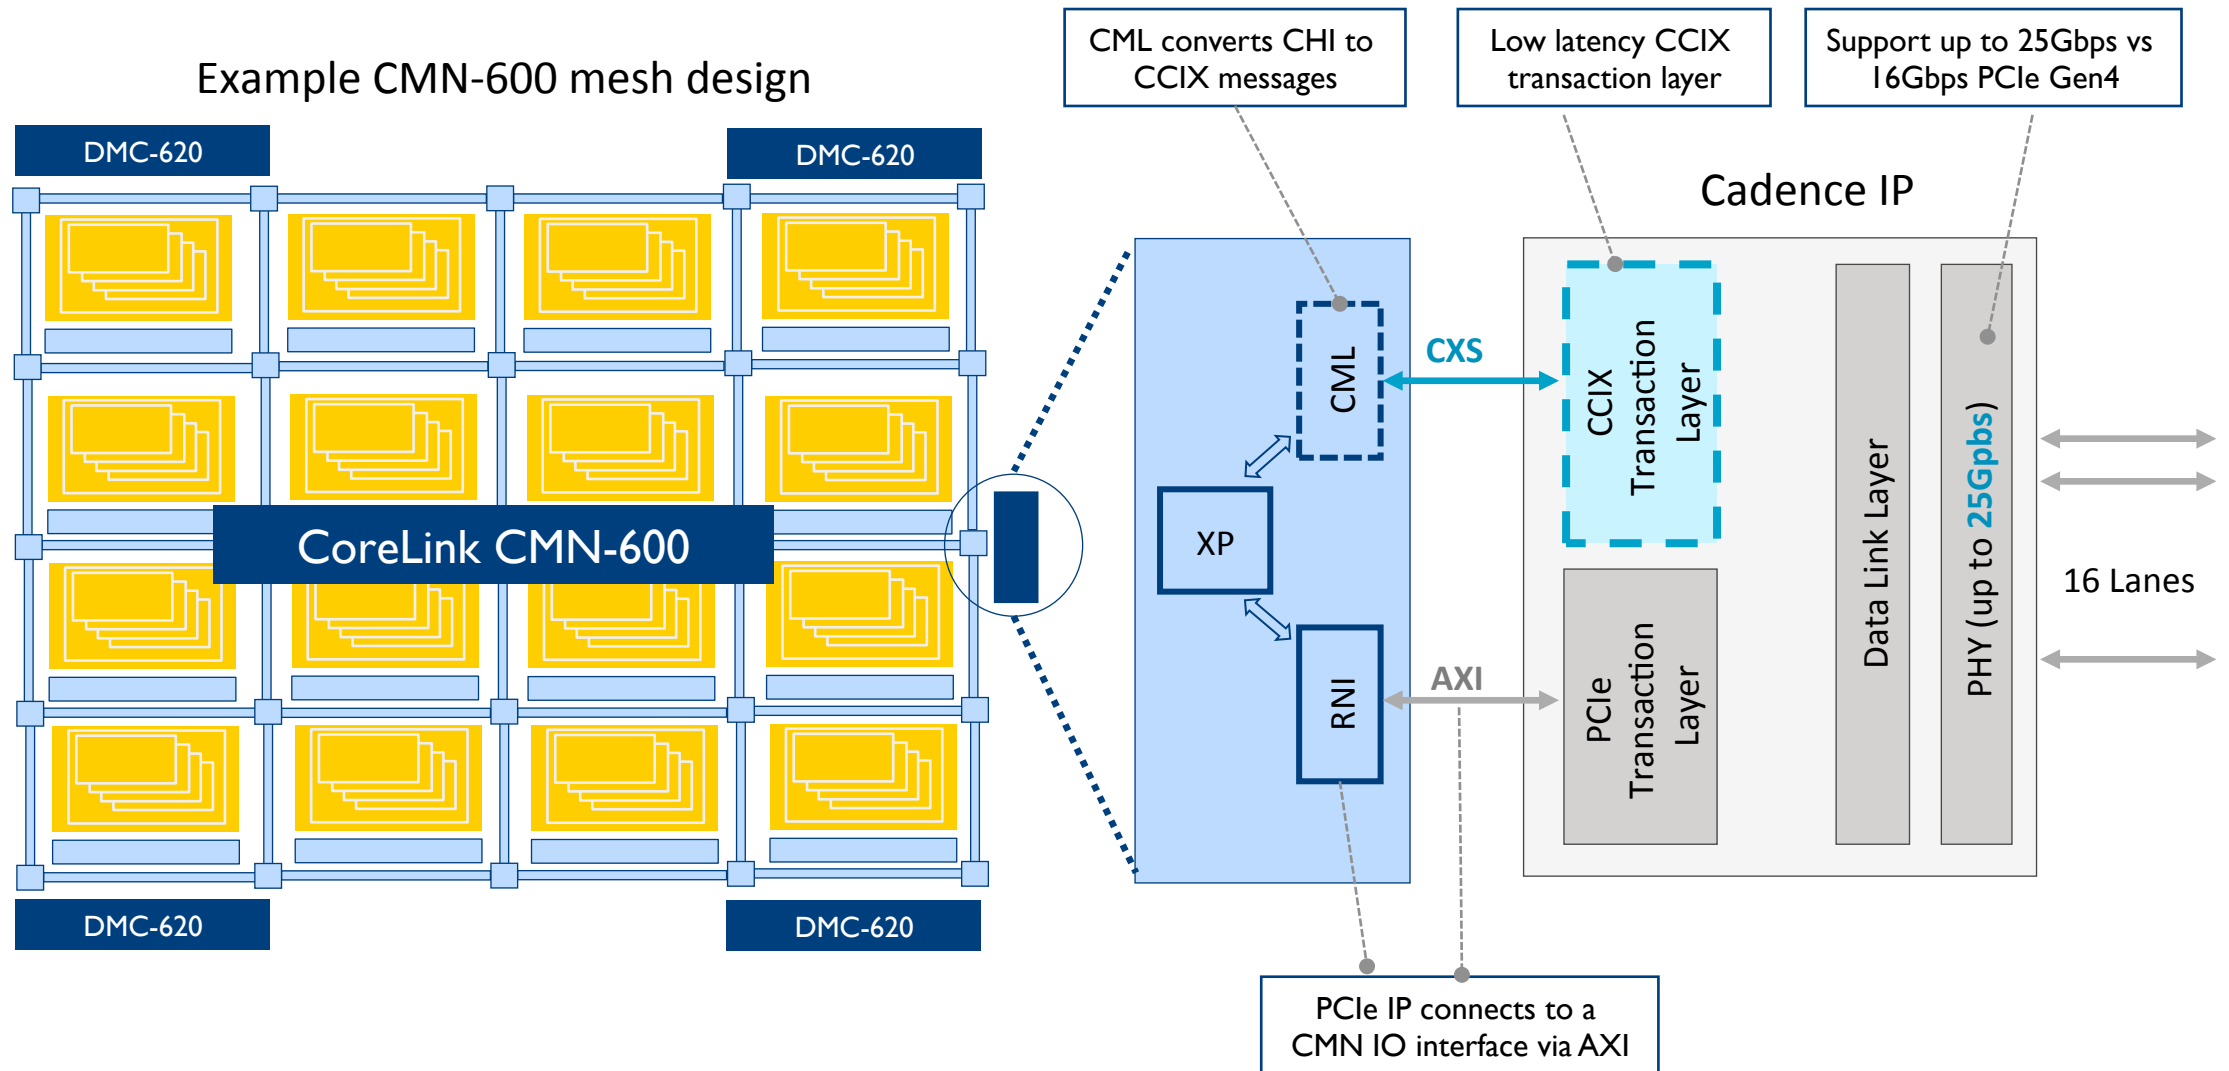 Example CMN-600 mesh design
DMC-620
DMC-620
CoreLink CMN-600
DMC-620
DMC-620
CML converts CHI to
CCIX messages
Low latency CCIX
transaction layer
Support up to 25Gbps vs
16Gbps PCIe Gen4
Cadence IP
CML
XP
RNI
CXS
AXI
CCIX
Transaction
Layer
PCIe
Transaction
Layer
Data Link Layer
PHY (up to 25Gpbs)
16 Lanes
PCIe IP connects to a
CMN IO interface via AXI